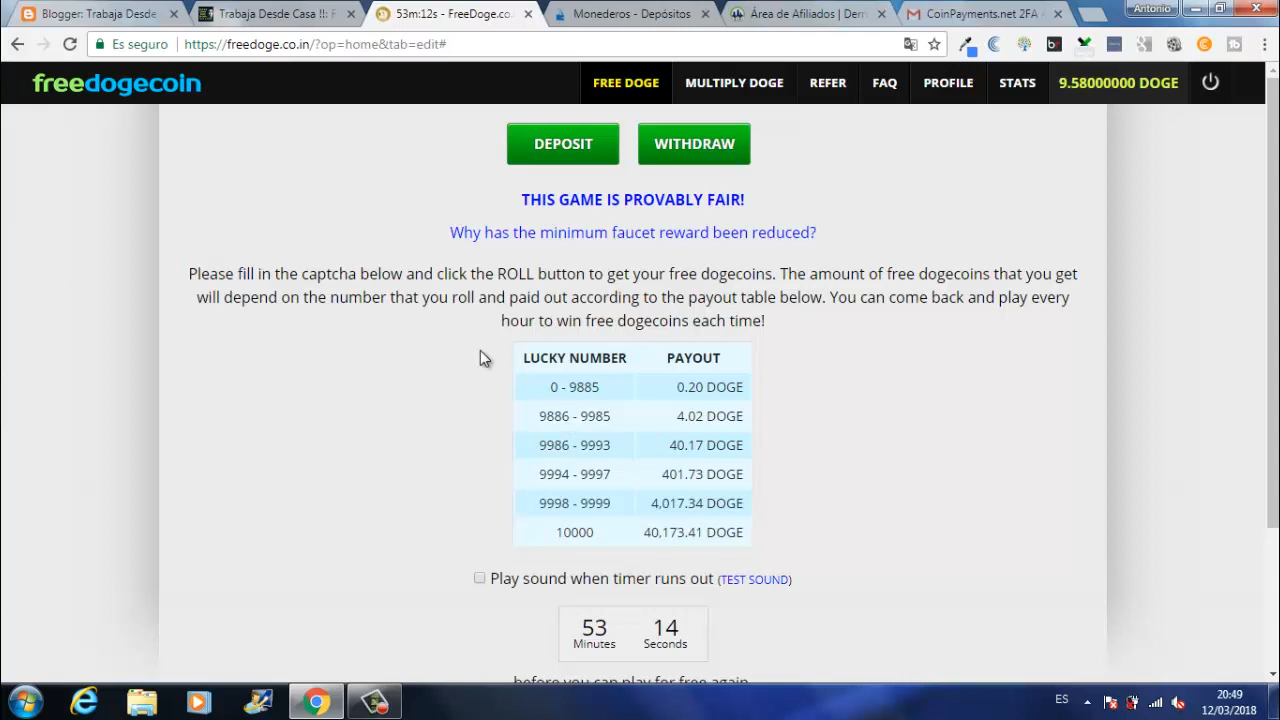 Blogger: Trabaja Desde
Trabaja Desde Casa !!: F
53m:12s - FreeDoge.co.
Monederos - Depósitos
Área de Afiliados | Derr
CoinPayments.net 2FA
Antonio
Es seguro
https://freedoge.co.in/?op=home&tab=edit#
freedogecoin
FREE DOGE
MULTIPLY DOGE
REFER
FAQ
PROFILE
STATS
9.58000000 DOGE
DEPOSIT
WITHDRAW
THIS GAME IS PROVABLY FAIR!
Why has the minimum faucet reward been reduced?
Please fill in the captcha below and click the ROLL button to get your free dogecoins. The amount of free dogecoins that you get
will depend on the number that you roll and paid out according to the payout table below. You can come back and play every
hour to win free dogecoins each time!
LUCKY NUMBER PAYOUT
0 - 9885 0.20 DOGE
9886 - 9985 4.02 DOGE
9986 - 9993 40.17 DOGE
9994 - 9997 401.73 DOGE
9998 - 9999 4,017.34 DOGE
10000 40,173.41 DOGE
Play sound when timer runs out (TEST SOUND)
53 14
Minutes Seconds
before you can play for free again
ES
20:49
12/03/2018